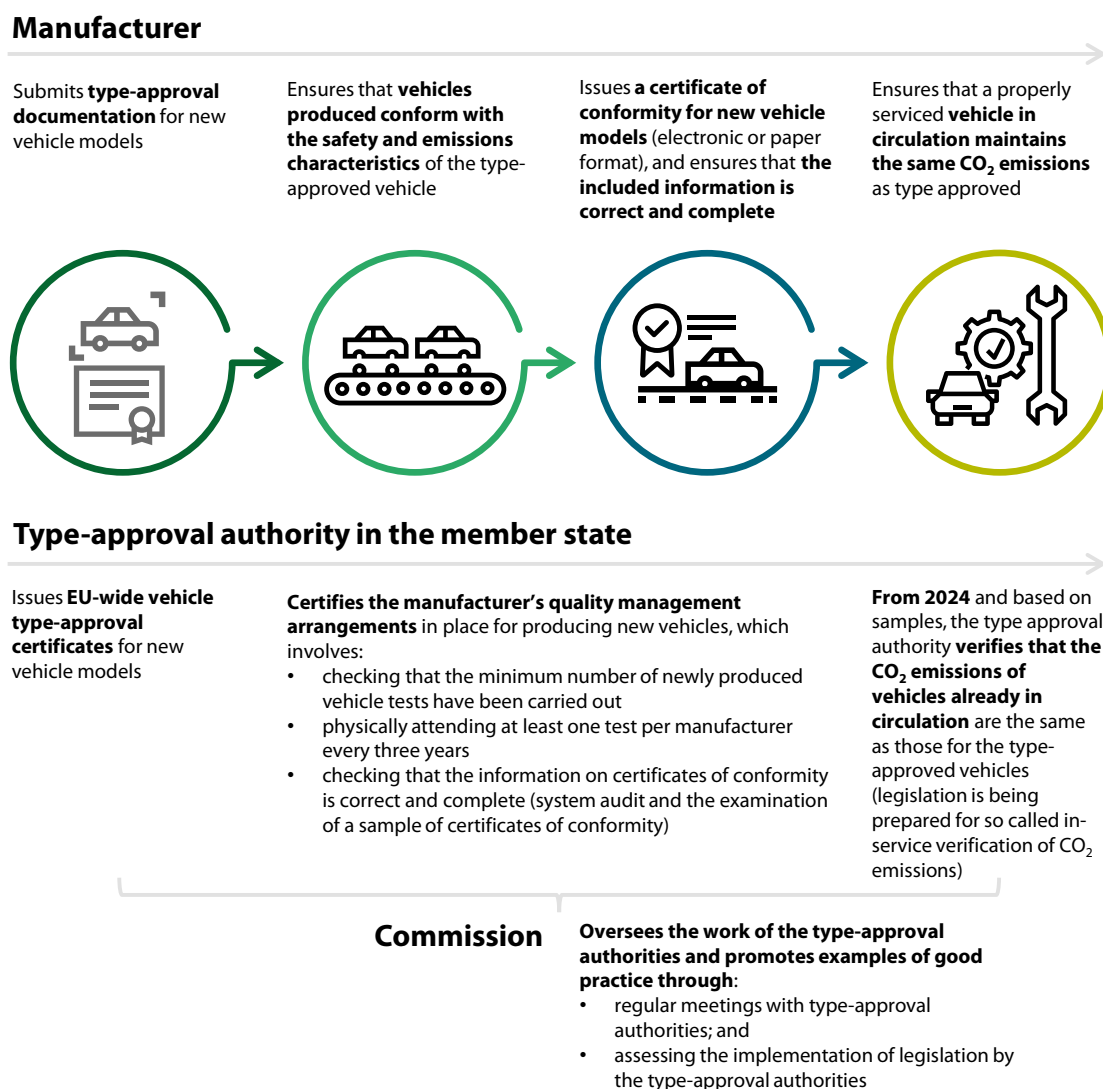 Manufacturer
Submits type-approval
documentation for new
vehicle models
Ensures that vehicles
produced conform with
the safety and emissions
characteristics of the type-
approved vehicle
Issues a certificate of
conformity for new vehicle
models (electronic or paper
format), and ensures that the
included information is
correct and complete
Ensures that a properly
serviced vehicle in
circulation maintains
the same CO₂ emissions
as type approved
Type-approval authority in the member state
Issues EU-wide vehicle
type-approval
certificates for new
vehicle models
Certifies the manufacturer’s quality management
arrangements in place for producing new vehicles, which
involves:
• checking that the minimum number of newly produced
vehicle tests have been carried out
• physically attending at least one test per manufacturer
every three years
• checking that the information on certificates of conformity
is correct and complete (system audit and the examination
of a sample of certificates of conformity)
From 2024 and based on
samples, the type approval
authority verifies that the
CO₂ emissions of
vehicles already in
circulation are the same
as those for the type-
approved vehicles
(legislation is being
prepared for so called in-
service verification of CO₂
emissions)
Commission
Oversees the work of the type-approval
authorities and promotes examples of good
practice through:
• regular meetings with type-approval
authorities; and
• assessing the implementation of legislation by
the type-approval authorities